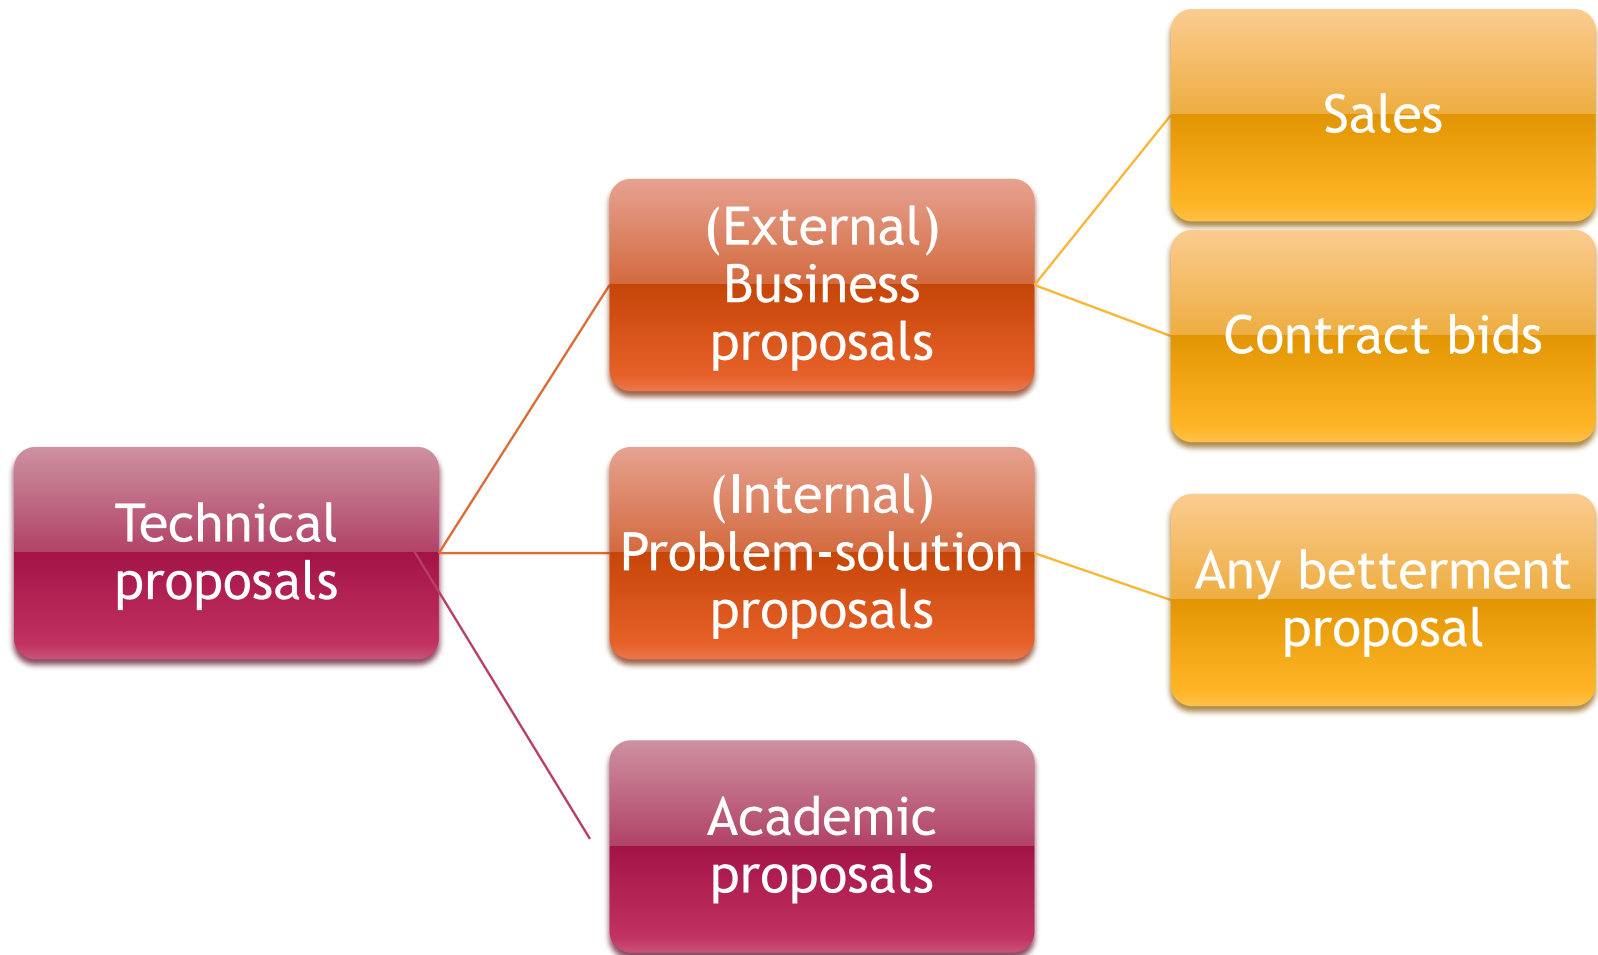 Technical
proposals
(External)
Business
proposals
Sales
Contract bids
(Internal)
Problem-solution
proposals
Any betterment
proposal
Academic
proposals